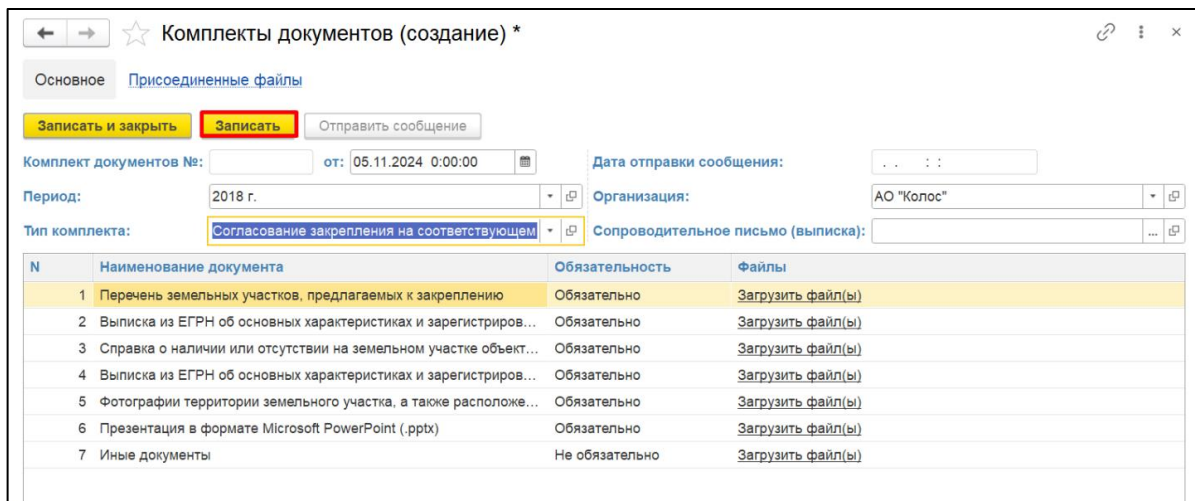 Комплекты документов (создание) *
Основное Присоединенные файлы
Записать и закрыть Записать Отправить сообщение
Комплект документов №: от: 05.11.2024 0:00:00 Дата отправки сообщения: . . : :
Период: 2018 г. Организация: АО "Колос"
Тип комплекта: Согласование закрепления на соответствующем Сопроводительное письмо (выписка): ...
N Наименование документа Обязательность Файлы
1 Перечень земельных участков, предлагаемых к закреплению Обязательно Загрузить файл(ы)
2 Выписка из ЕГРН об основных характеристиках и зарегистриров... Обязательно Загрузить файл(ы)
3 Справка о наличии или отсутствии на земельном участке объект... Обязательно Загрузить файл(ы)
4 Выписка из ЕГРН об основных характеристиках и зарегистриров... Обязательно Загрузить файл(ы)
5 Фотографии территории земельного участка, а также расположе... Обязательно Загрузить файл(ы)
6 Презентация в формате Microsoft PowerPoint (.pptx) Обязательно Загрузить файл(ы)
7 Иные документы Не обязательно Загрузить файл(ы)